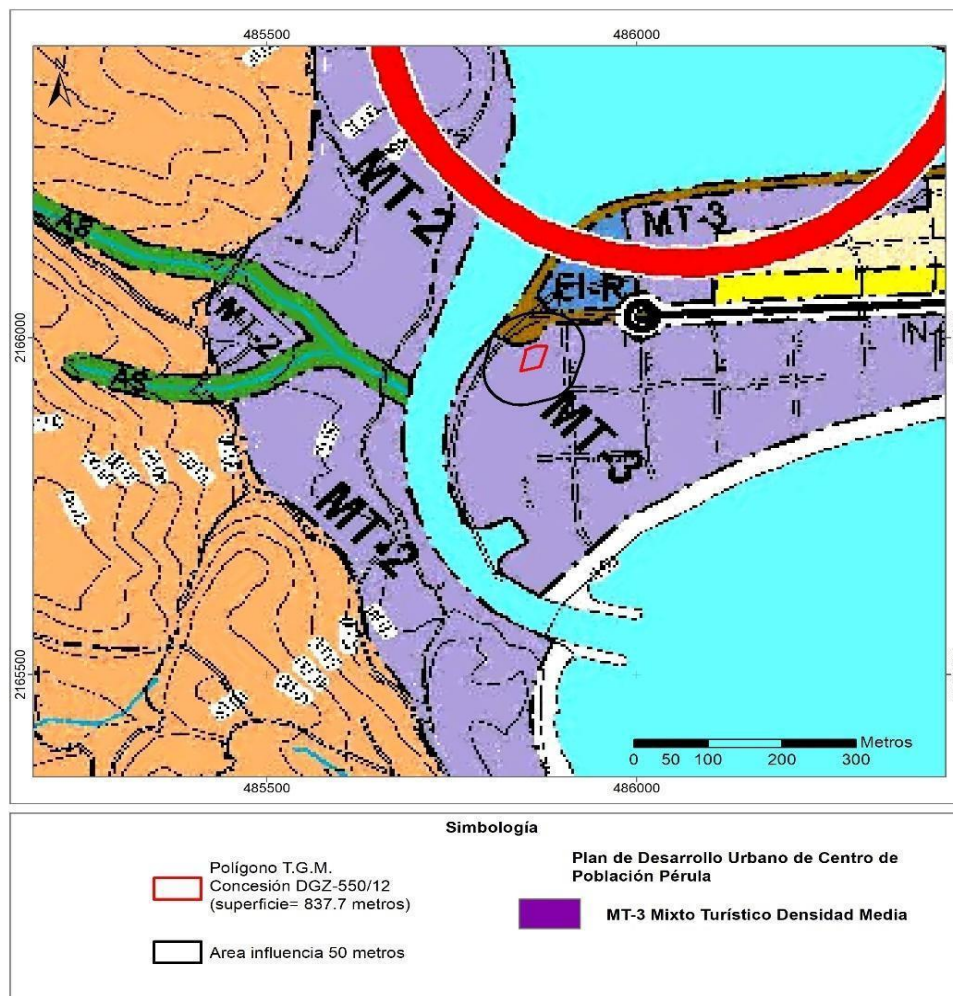 485500 486000
MT-2
AS
MT-3
EI-R
MT-2
2166000
AS
N
MT-3
MT-2
2165500
Metros
0 50 100 200 300
485500 486000
Simbología
Polígono T.G.M.
Concesión DGZ-550/12
(superficie= 837.7 metros)
Area influencia 50 metros
Plan de Desarrollo Urbano de Centro de
Población Pérula
MT-3 Mixto Turístico Densidad Media